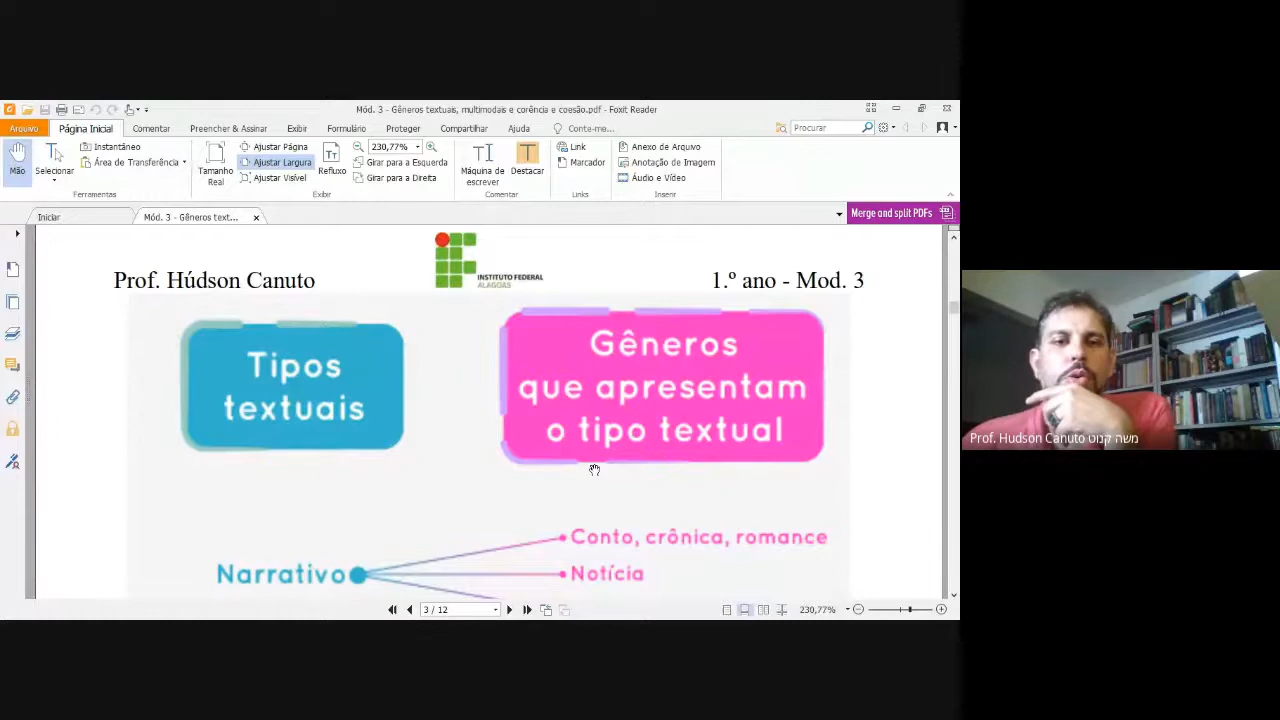 Mód. 3 - Gêneros textuais, multimodais e corência e coesão.pdf - Foxit Reader
Arquivo
Página Inicial
Comentar
Preencher & Assinar
Exibir
Formulário
Proteger
Compartilhar
Ajuda
Conte-me...
Procurar
Mão
Selecionar
Instantâneo
Área de Transferência
Ferramentas
Tamanho
Real
Ajustar Página
Ajustar Largura
Ajustar Visível
Refluxo
230,77%
Girar para a Esquerda
Girar para a Direita
Exibir
Máquina de
escrever
Destacar
Comentar
Link
Marcador
Links
Anexo de Arquivo
Anotação de Imagem
Áudio e Vídeo
Inserir
Iniciar
Mód. 3 - Gêneros text...
Merge and split PDFs
Prof. Húdson Canuto
INSTITUTO FEDERAL
ALAGOAS
1.º ano - Mod. 3
Tipos
textuais
Gêneros
que apresentam
o tipo textual
Narrativo
Conto, crônica, romance
Notícia
3 / 12
230,77%
Prof. Hudson Canuto משה קנוטו